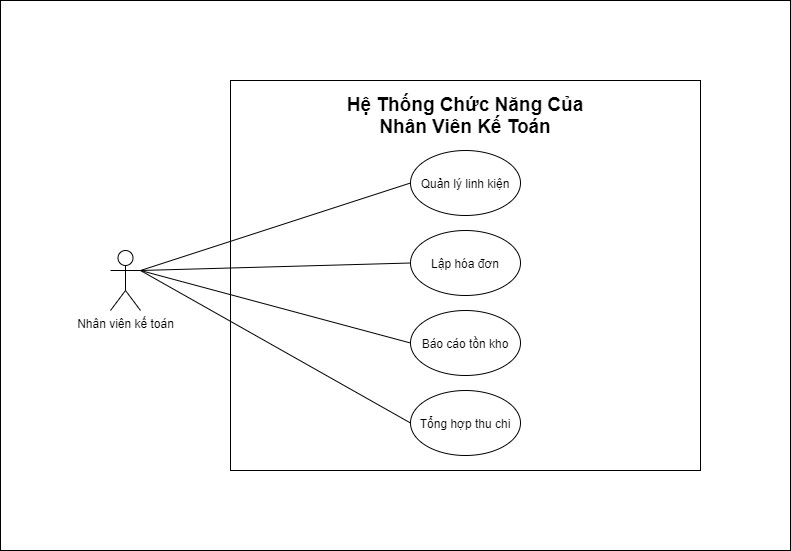 Hệ Thống Chức Năng Của
Nhân Viên Kế Toán
Quản lý linh kiện
Lập hóa đơn
Nhân viên kế toán
Báo cáo tồn kho
Tổng hợp thu chi